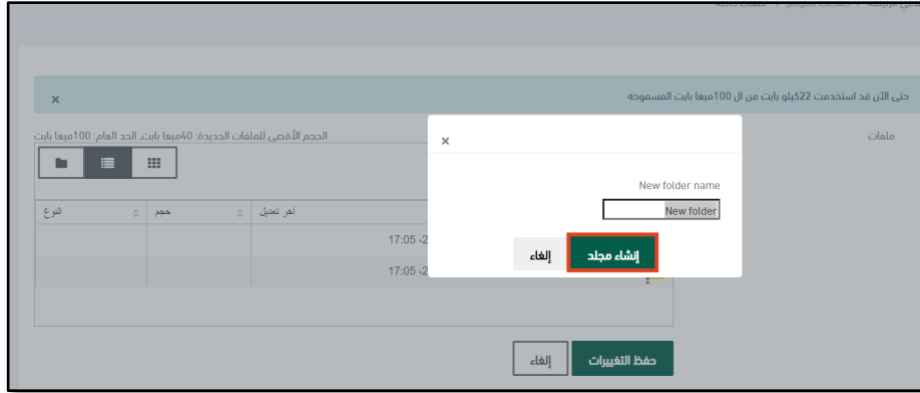 حتى الآن قد استخدمت 22كيلو بايت من ال 100ميغا بايت المسموحه
ملفات
الحجم الأقصى للملفات الجديدة: 40ميغا بايت, الحد العام: 100ميغا بايت
New folder name
New folder
إنشاء مجلد
إلغاء
آخر تعديل
حجم
النوع
17:05
17:05
حفظ التغييرات
إلغاء